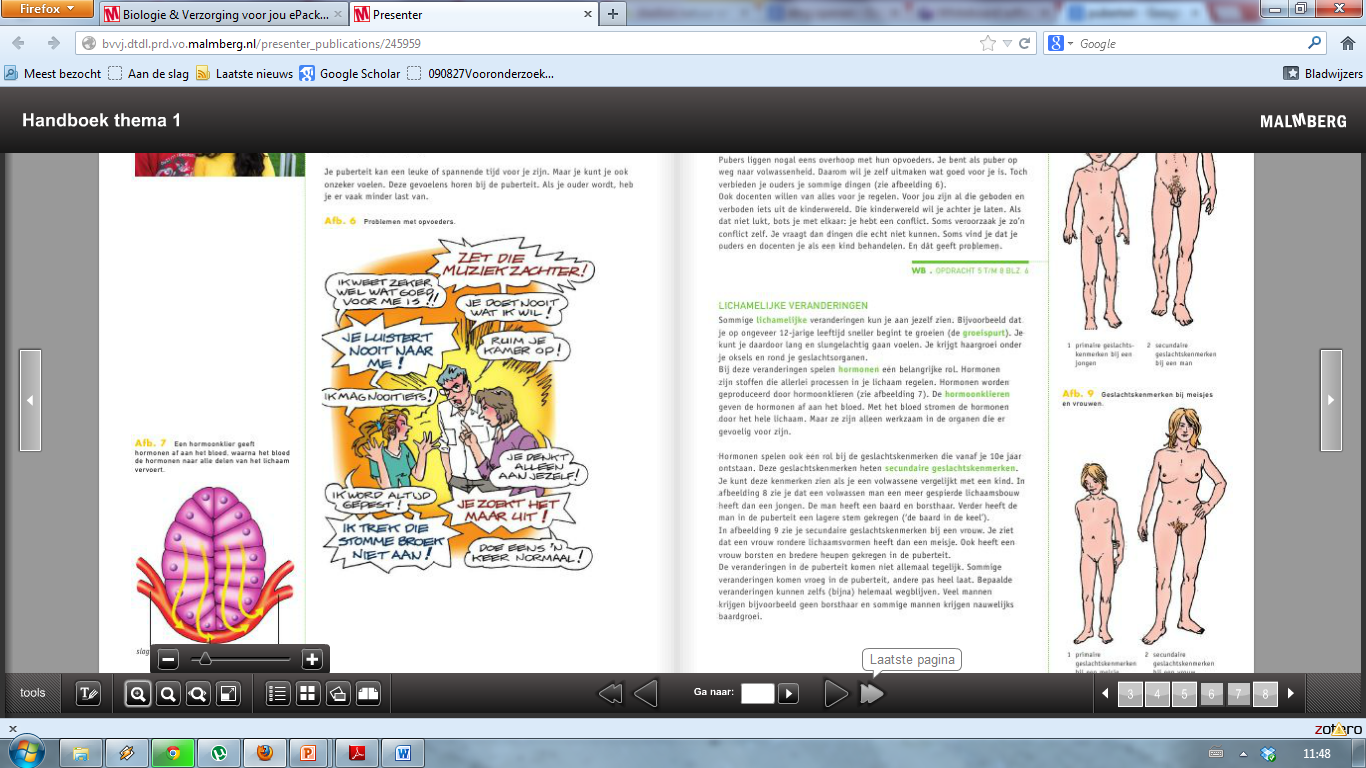 Firefox
Biologie & Verzorging voor jou ePack...
Presenter
bvvj.dtdl.prd.vo.malmberg.nl/presenter_publications/245959
Google
Meest bezocht
Aan de slag
Laatste nieuws
Google Scholar
090827Vooronderzoek...
Bladwijzers
Handboek thema 1
MALMBERG
Je puberteit kan een leuke of spannende tijd voor je zijn. Maar je kunt je ook
onzeker voelen. Deze gevoelens horen bij de puberteit. Als je ouder wordt, heb
je er vaak minder last van.
Afb. 6 Problemen met opvoeders.
ZET DIE
MUZIEK ZACHTER!
IK WEET ZEKER
WEL WAT GOED
VOOR ME IS!!
JE DOET NOOIT
WAT IK WIL!
JE LUISTERT
NOOIT NAAR
ME!
RUIM JE
KAMER OP!
IK MAG NOOIT IETS!
JE DENKT
ALLEEN
AAN JEZELF!
IK WORD ALTIJD
GEPEST!
JE ZOEKT HET
MAAR UIT!
IK TREK DIE
STOMME BROEK
NIET AAN!
DOE EENS 'N
KEER NORMAAL!
Afb. 7 Een hormoonklier geeft
hormonen af aan het bloed, waarna het bloed
de hormonen naar alle delen van het lichaam
vervoert.
Pubers liggen nogal eens overhoop met hun opvoeders. Je bent als puber op
weg naar volwassenheid. Daarom wil je zelf uitmaken wat goed voor je is. Toch
verbieden je ouders je sommige dingen (zie afbeelding 6).
Ook docenten willen van alles voor je regelen. Voor jou zijn al die geboden en
verboden iets uit de kinderwereld. Die kinderwereld wil je achter je laten. Als
dat niet lukt, bots je met elkaar: je hebt een conflict. Soms veroorzaak je zo'n
conflict zelf. Je vraagt dan dingen die echt niet kunnen. Soms vind je dat je
ouders en docenten je als een kind behandelen. En dát geeft problemen.
WB . OPDRACHT 5 T/M 8 BLZ 6
LICHAMELIJKE VERANDERINGEN
Sommige lichamelijke veranderingen kun je aan jezelf zien. Bijvoorbeeld dat
je op ongeveer 12-jarige leeftijd sneller begint te groeien (de groeispurt). Je
kunt je daardoor lang en slungelachtig gaan voelen. Je krijgt haargroei onder
je oksels en rond je geslachtsorganen.
Bij deze veranderingen spelen hormonen een belangrijke rol. Hormonen
zijn stoffen die allerlei processen in je lichaam regelen. Hormonen worden
geproduceerd door hormoonklieren (zie afbeelding 7). De hormoonklieren
geven de hormonen af aan het bloed. Met het bloed stromen de hormonen
door het hele lichaam. Maar ze zijn alleen werkzaam in de organen die er
gevoelig voor zijn.
Hormonen spelen ook een rol bij de geslachtskenmerken die vanaf je 10e jaar
ontstaan. Deze geslachtskenmerken heten secundaire geslachtskenmerken.
Je kunt deze kenmerken zien als je een volwassene vergelijkt met een kind. In
afbeelding 8 zie je dat een volwassen man een meer gespierde lichaamsbouw
heeft dan een jongen. De man heeft een baard en borsthaar. Verder heeft de
man in de puberteit een lagere stem gekregen ('de baard in de keel').
In afbeelding 9 zie je secundaire geslachtskenmerken bij een vrouw. Je ziet
dat een vrouw rondere lichaamsvormen heeft dan een meisje. Ook heeft een
vrouw borsten en bredere heupen gekregen in de puberteit.
De veranderingen in de puberteit komen niet allemaal tegelijk. Sommige
veranderingen komen vroeg in de puberteit, andere pas heel laat. Bepaalde
veranderingen kunnen zelfs (bijna) helemaal wegblijven. Veel mannen
krijgen bijvoorbeeld geen borsthaar en sommige mannen krijgen nauwelijks
baardgroei.
1 primaire geslachts-
kenmerken bij een
jongen
2 secundaire
geslachtskenmerken
bij een man
Afb. 9 Geslachtskenmerken bij meisjes
en vrouwen.
1 primaire
geslachtskenmerken
bij een meisje
2 secundaire
geslachtskenmerken
bij een vrouw
Laatste pagina
tools
Ga naar:
3 4 5 6 7 8
zotero
11:48